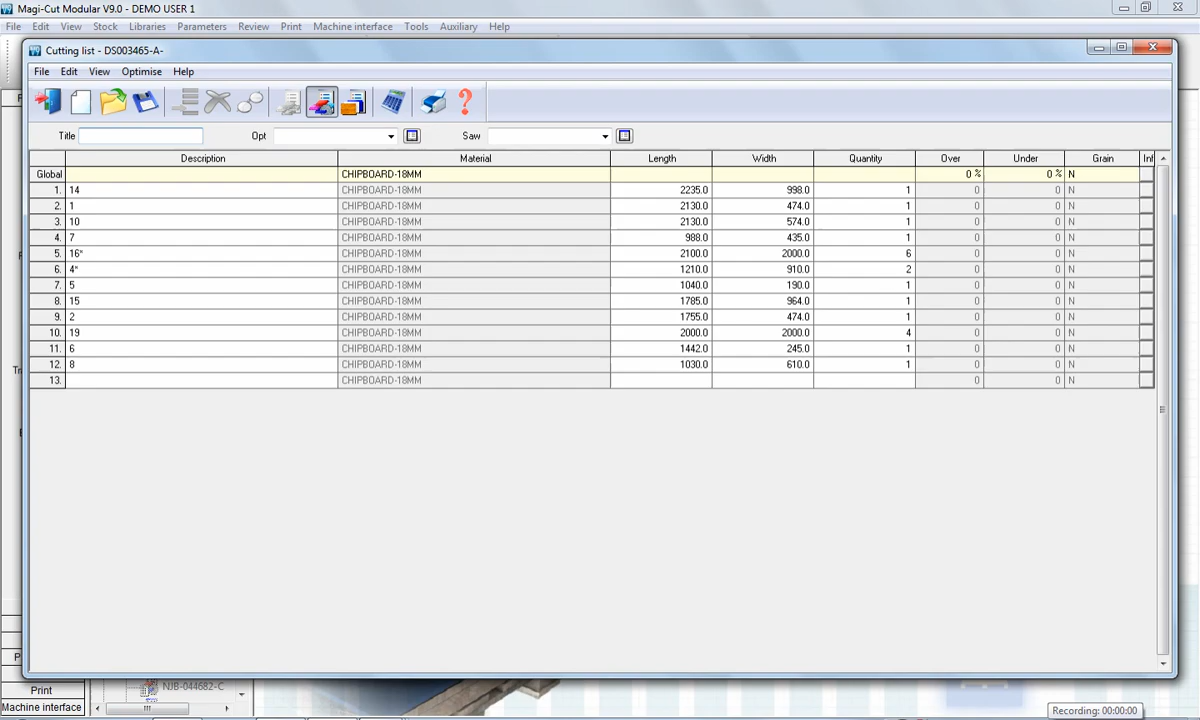 Magi-Cut Modular V9.0 - DEMO USER 1
File Edit View Stock Libraries Parameters Review Print Machine interface Tools Auxiliary Help
Cutting list - DS003465-A-
File Edit View Optimise Help
Title Opt Saw
Description Material Length Width Quantity Over Under Grain Inf
Global CHIPBOARD-18MM 0 % 0 % N
1. 14 CHIPBOARD-18MM 2235.0 998.0 1 0 0 N
2. 1 CHIPBOARD-18MM 2130.0 474.0 1 0 0 N
3. 10 CHIPBOARD-18MM 2130.0 574.0 1 0 0 N
4. 7 CHIPBOARD-18MM 988.0 435.0 1 0 0 N
5. 16* CHIPBOARD-18MM 2100.0 2000.0 6 0 0 N
6. 4* CHIPBOARD-18MM 1210.0 910.0 2 0 0 N
7. 5 CHIPBOARD-18MM 1040.0 190.0 1 0 0 N
8. 15 CHIPBOARD-18MM 1785.0 964.0 1 0 0 N
9. 2 CHIPBOARD-18MM 1755.0 474.0 1 0 0 N
10. 19 CHIPBOARD-18MM 2000.0 2000.0 4 0 0 N
11. 6 CHIPBOARD-18MM 1442.0 245.0 1 0 0 N
12. 8 CHIPBOARD-18MM 1030.0 610.0 1 0 0 N
13. CHIPBOARD-18MM 0 0 N
Print NJB-044682-C
Machine interface
Recording: 00:00:00